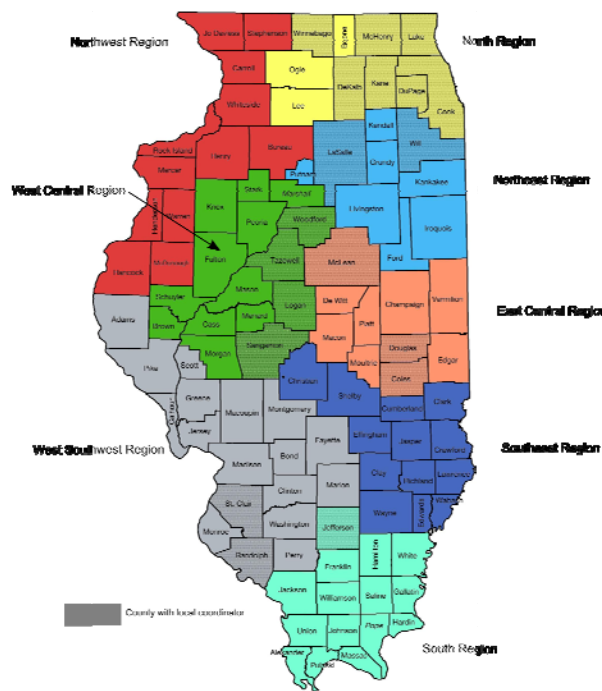 Northwest Region
North Region
Jo Daviess
Stephenson
Winnebago
Boone
McHenry
Lake
Carroll
Ogle
DeKalb
Kane
DuPage
Cook
Whiteside
Lee
Kendall
Will
Rock Island
Henry
Bureau
LaSalle
Grundy
Putnam
Mercer
Kankakee
Northeast Region
West Central Region
Stark
Marshall
Knox
Peoria
Livingston
Henderson
Warren
Woodford
Iroquois
Fulton
Ford
Hancock
McDonough
Tazewell
McLean
Mason
Schuyler
Logan
De Witt
Champaign
Vermilion
East Central Region
Adams
Brown
Cass
Menard
Piatt
Macon
Douglas
Edgar
Morgan
Sangamon
Moultrie
Coles
Pike
Scott
Christian
Shelby
Clark
Cumberland
Greene
Macoupin
Montgomery
Calhoun
Jersey
Fayette
Effingham
Jasper
Crawford
West Southwest Region
Southeast Region
Bond
Madison
Clay
Richland
Lawrence
Clinton
Marion
St. Clair
Wayne
Edwards
Wabash
Washington
Jefferson
Monroe
Hamilton
White
Randolph
Perry
Franklin
Jackson
Williamson
Saline
Gallatin
County with local coordinator
Union
Johnson
Pope
Hardin
South Region
Alexander
Pulaski
Massac